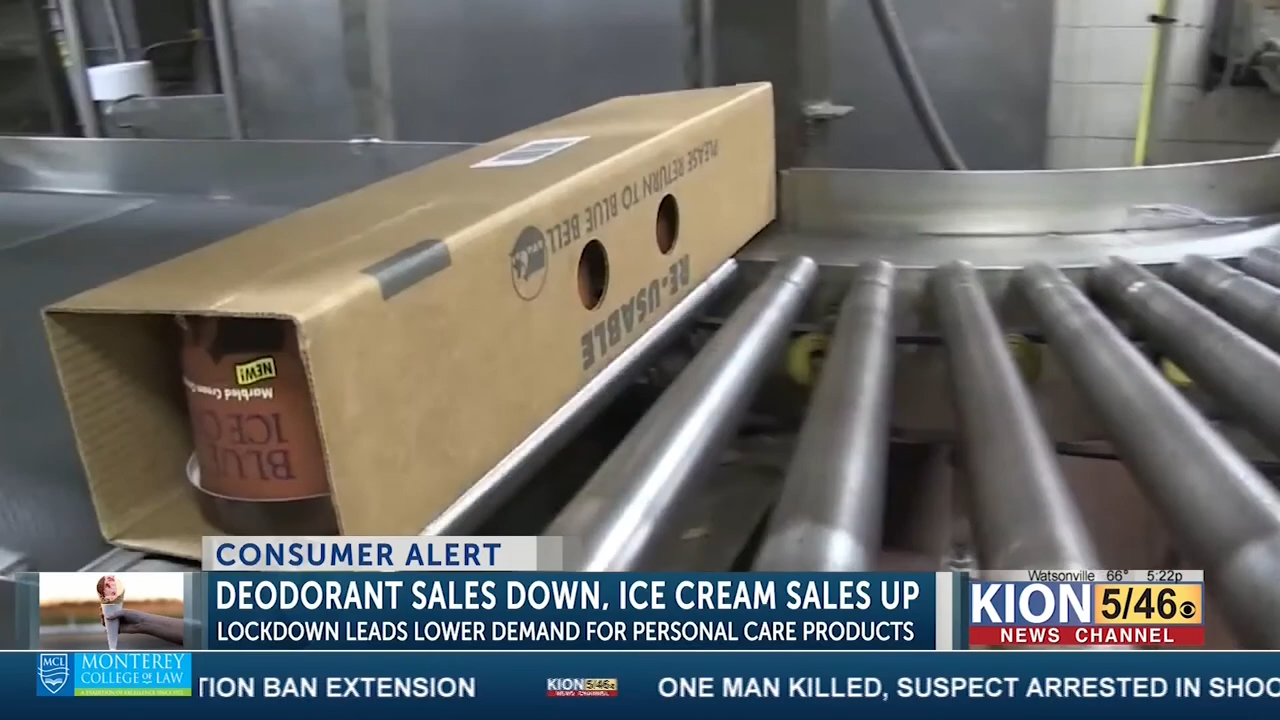 PLEASE RETURN TO BLUE BELL
RE-USABLE
NEW!
Marbled Cream
BLUE
ICE C
CONSUMER ALERT
DEODORANT SALES DOWN, ICE CREAM SALES UP
LOCKDOWN LEADS LOWER DEMAND FOR PERSONAL CARE PRODUCTS
Watsonville 66° 5:22p
KION 5/46
NEWS CHANNEL
MCL MONTEREY COLLEGE OF LAW
TION BAN EXTENSION
KION 5/46
NEWS CHANNEL
ONE MAN KILLED, SUSPECT ARRESTED IN SHOO